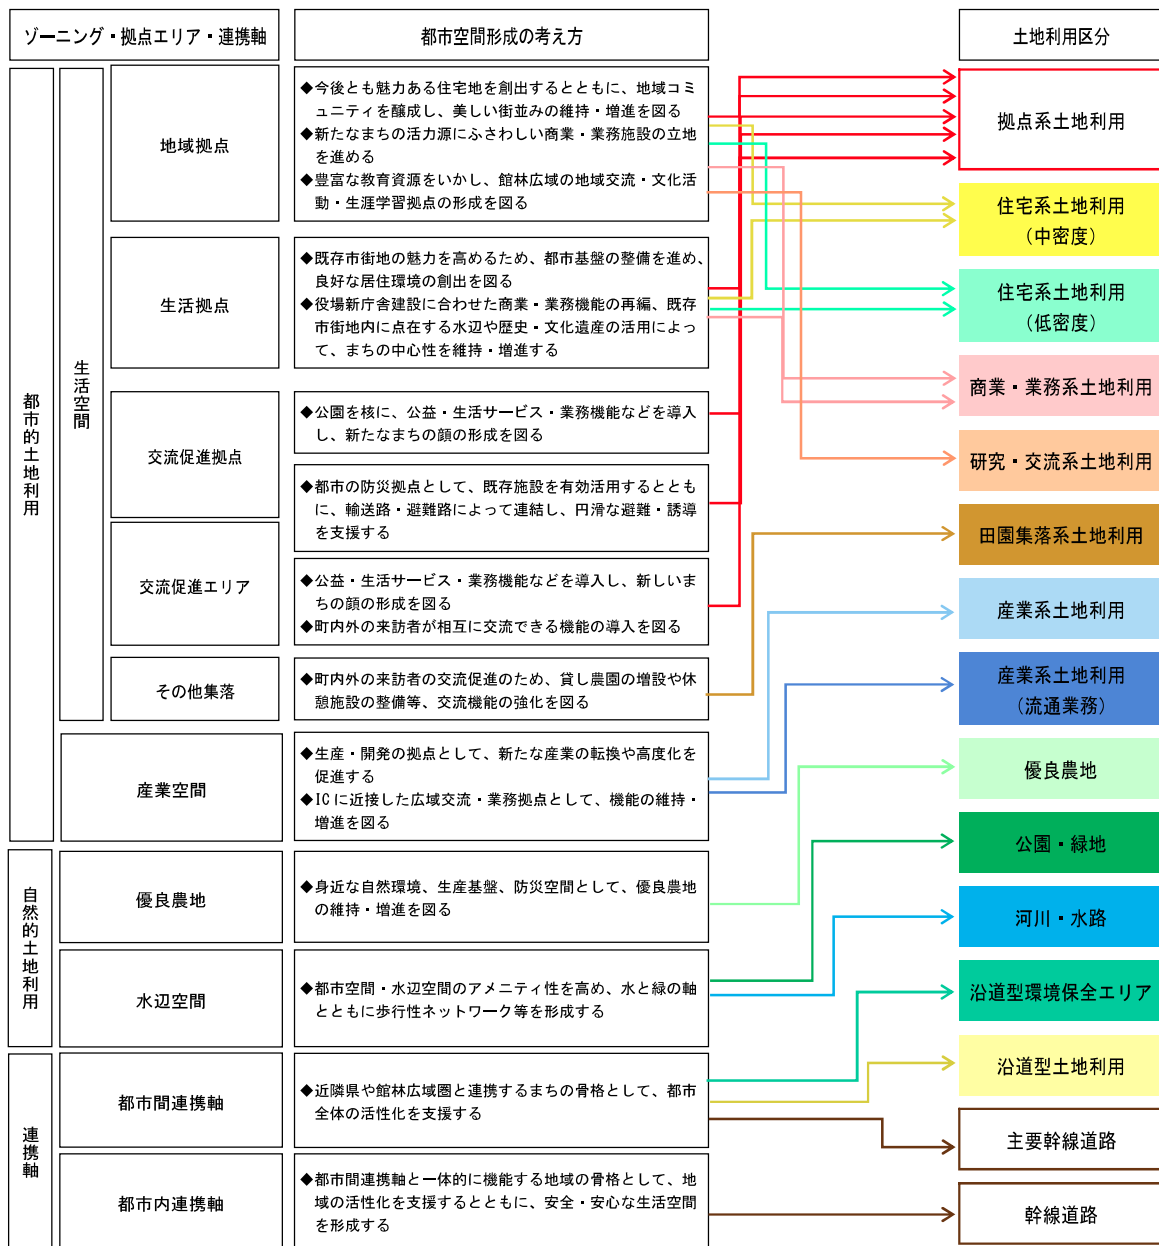 ゾーニング・拠点エリア・連携軸
都市空間形成の考え方
土地利用区分
都市的土地利用
生活空間
地域拠点
◆今後とも魅力ある住宅地を創出するとともに、地域コミ
ュニティを醸成し、美しい街並みの維持・増進を図る
◆新たなまちの活力源にふさわしい商業・業務施設の立地
を進める
◆豊富な教育資源をいかし、館林広域の地域交流・文化活
動・生涯学習拠点の形成を図る
生活拠点
◆既存市街地の魅力を高めるため、都市基盤の整備を進め、
良好な居住環境の創出を図る
◆役場新庁舎建設に合わせた商業・業務機能の再編、既存
市街地内に点在する水辺や歴史・文化遺産の活用によっ
て、まちの中心性を維持・増進する
交流促進拠点
◆公園を核に、公益・生活サービス・業務機能などを導入
し、新たなまちの顔の形成を図る
◆都市の防災拠点として、既存施設を有効活用するととも
に、輸送路・避難路によって連結し、円滑な避難・誘導
を支援する
交流促進エリア
◆公益・生活サービス・業務機能などを導入し、新しいま
ちの顔の形成を図る
◆町内外の来訪者が相互に交流できる機能の導入を図る
その他集落
◆町内外の来訪者の交流促進のため、貸し農園の増設や休
憩施設の整備等、交流機能の強化を図る
産業空間
◆生産・開発の拠点として、新たな産業の転換や高度化を
促進する
◆ICに近接した広域交流・業務拠点として、機能の維持・
増進を図る
自然的土地利用
優良農地
◆身近な自然環境、生産基盤、防災空間として、優良農地
の維持・増進を図る
水辺空間
◆都市空間・水辺空間のアメニティ性を高め、水と緑の軸
とともに歩行性ネットワーク等を形成する
連携軸
都市間連携軸
◆近隣県や館林広域圏と連携するまちの骨格として、都市
全体の活性化を支援する
都市内連携軸
◆都市間連携軸と一体的に機能する地域の骨格として、地
域の活性化を支援するとともに、安全・安心な生活空間
を形成する
拠点系土地利用
住宅系土地利用
（中密度）
住宅系土地利用
（低密度）
商業・業務系土地利用
研究・交流系土地利用
田園集落系土地利用
産業系土地利用
産業系土地利用
（流通業務）
優良農地
公園・緑地
河川・水路
沿道型環境保全エリア
沿道型土地利用
主要幹線道路
幹線道路